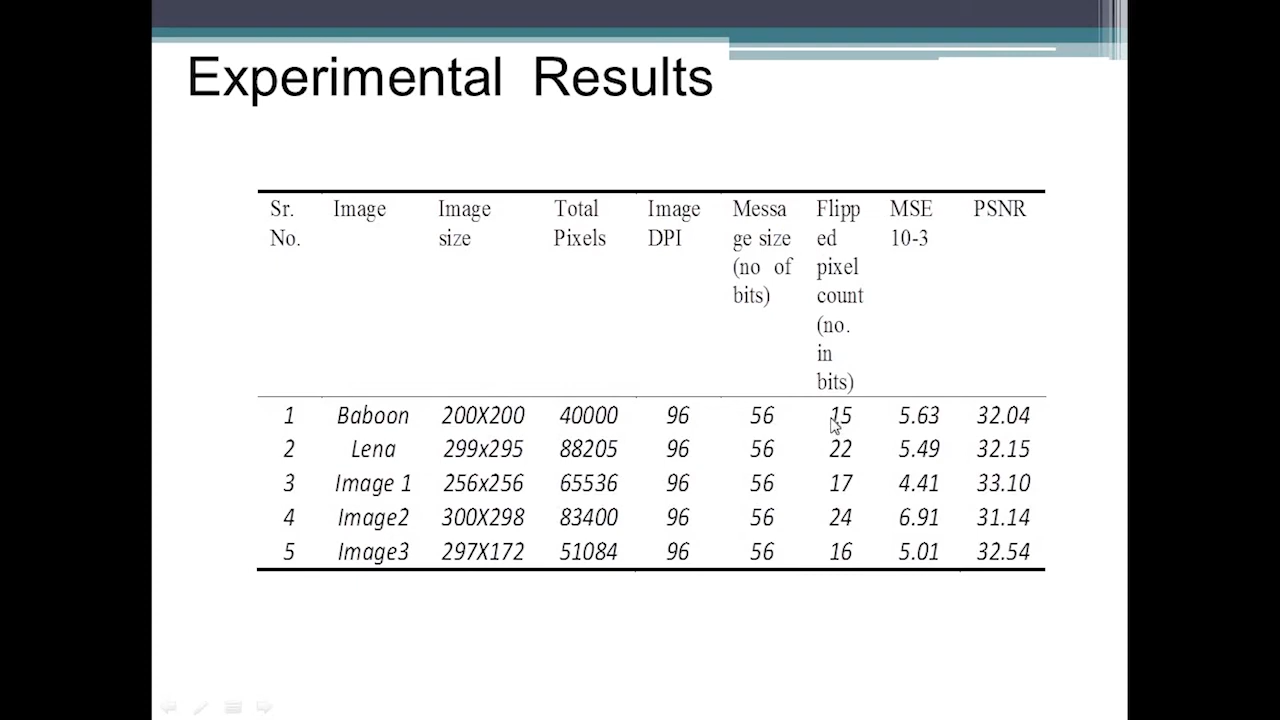 Experimental Results
Sr. No. Image Image size Total Pixels Image DPI Messa ge size (no of bits) Flipp ed pixel count (no. in bits) MSE 10-3 PSNR
1 Baboon 200X200 40000 96 56 15 5.63 32.04
2 Lena 299x295 88205 96 56 22 5.49 32.15
3 Image 1 256x256 65536 96 56 17 4.41 33.10
4 Image2 300X298 83400 96 56 24 6.91 31.14
5 Image3 297X172 51084 96 56 16 5.01 32.54